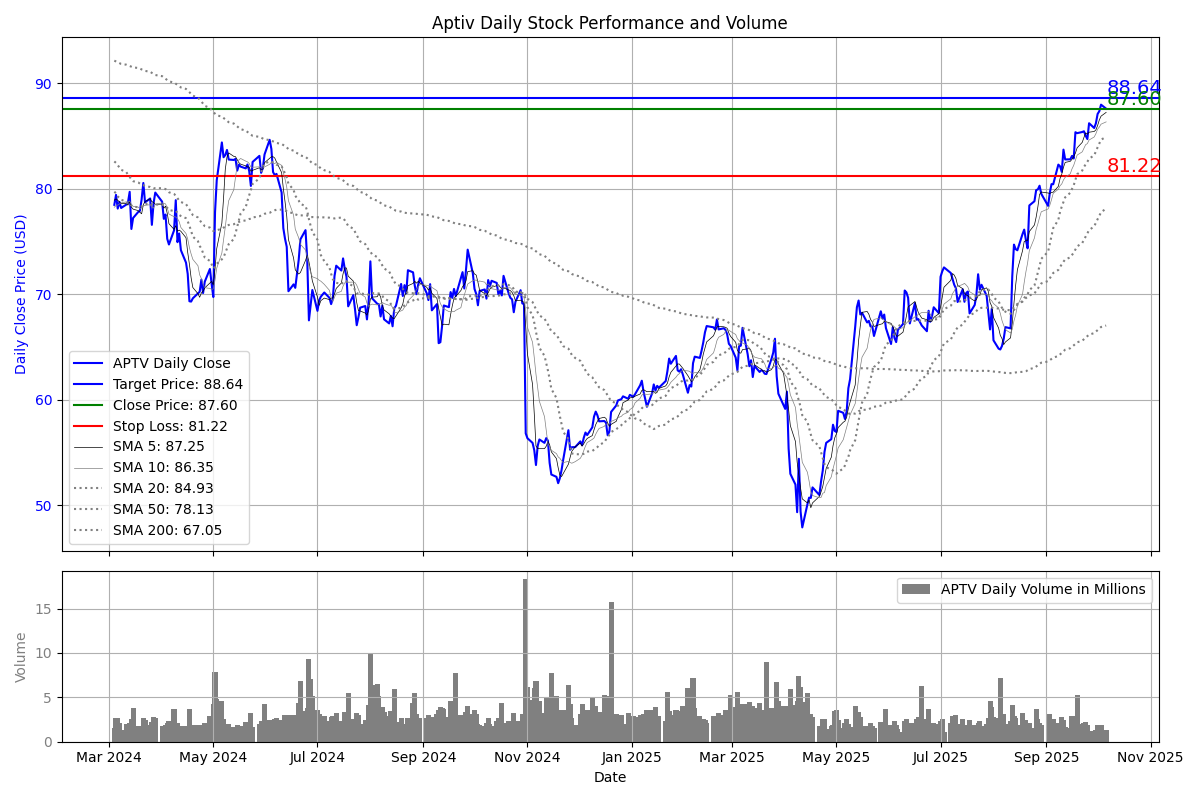 Aptiv Daily Stock Performance and Volume
Daily Close Price (USD)
90
80
70
60
50
88.64
87.60
81.22
APTV Daily Close
Target Price: 88.64
Close Price: 87.60
Stop Loss: 81.22
SMA 5: 87.25
SMA 10: 86.35
SMA 20: 84.93
SMA 50: 78.13
SMA 200: 67.05
Volume
15
10
5
0
APTV Daily Volume in Millions
Mar 2024 May 2024 Jul 2024 Sep 2024 Nov 2024 Jan 2025 Mar 2025 May 2025 Jul 2025 Sep 2025 Nov 2025
Date